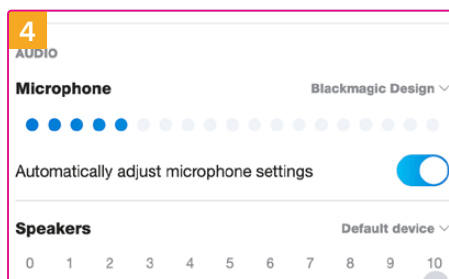 4
AUDIO
Microphone Blackmagic Design
Automatically adjust microphone settings
Speakers Default device
0 1 2 3 4 5 6 7 8 9 10